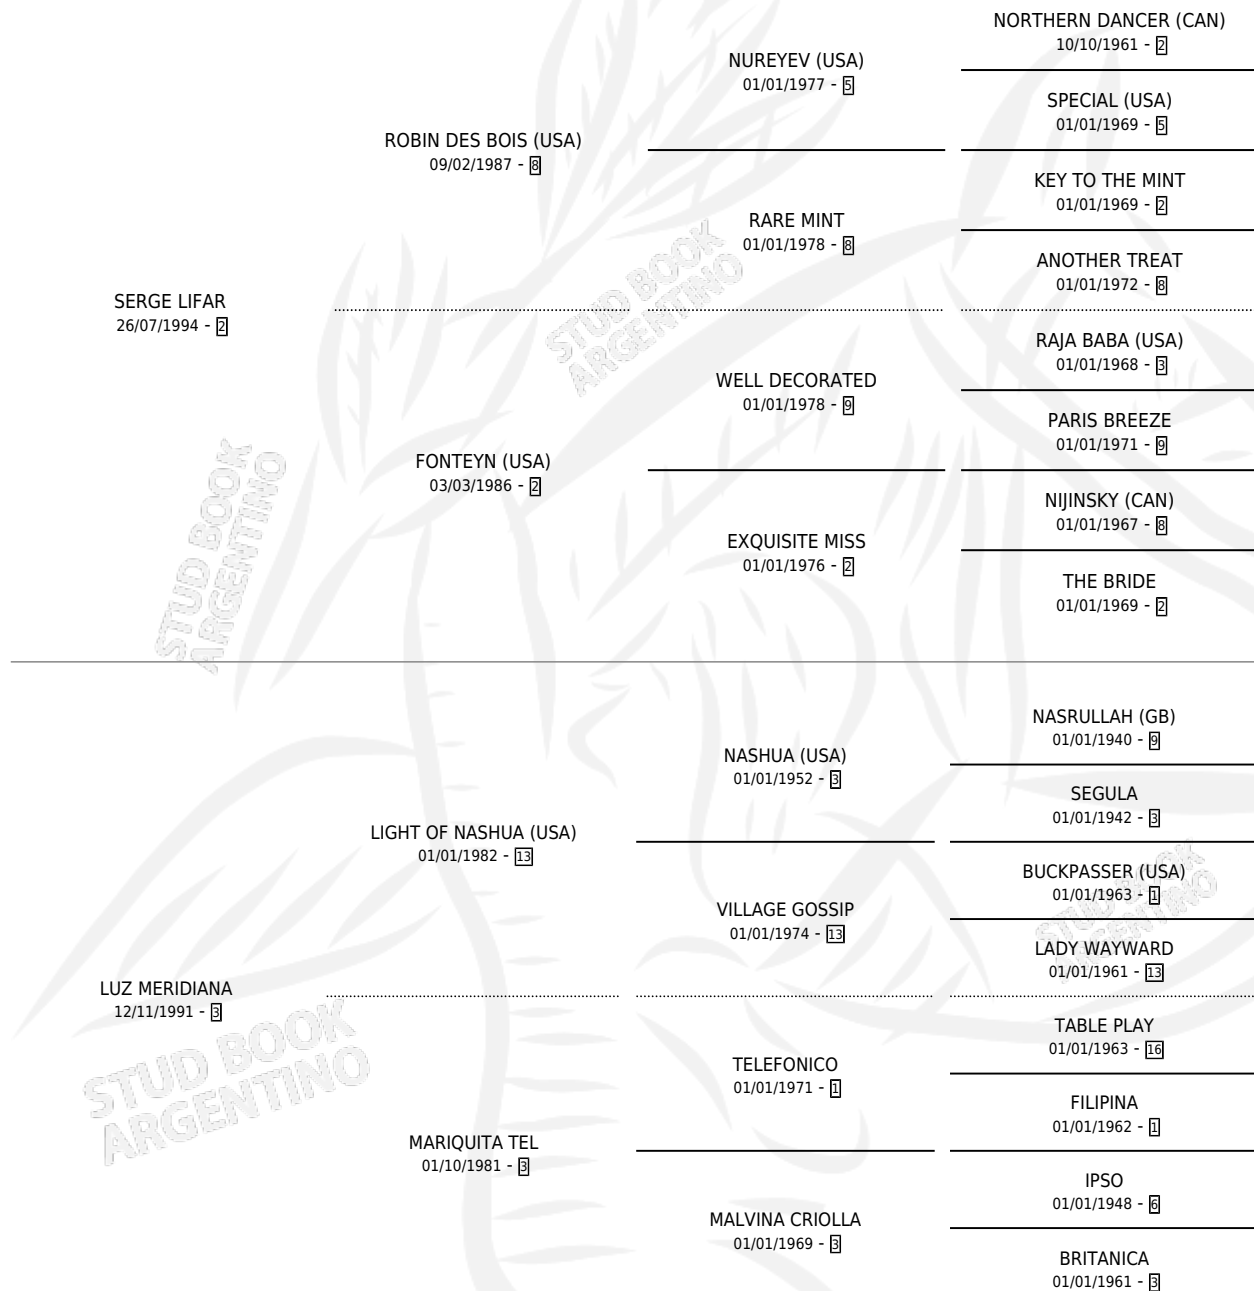 NORTHERN DANCER (CAN)
10/10/1961 - 2
NUREYEV (USA)
01/01/1977 - 5
SPECIAL (USA)
01/01/1969 - 5
ROBIN DES BOIS (USA)
09/02/1987 - 8
KEY TO THE MINT
01/01/1969 - 2
RARE MINT
01/01/1978 - 8
ANOTHER TREAT
01/01/1972 - 8
SERGE LIFAR
26/07/1994 - 2
RAJA BABA (USA)
01/01/1968 - 3
WELL DECORATED
01/01/1978 - 9
PARIS BREEZE
01/01/1971 - 9
FONTEYN (USA)
03/03/1986 - 2
NIJINSKY (CAN)
01/01/1967 - 8
EXQUISITE MISS
01/01/1976 - 2
THE BRIDE
01/01/1969 - 2
STUD BOOK
ARGENTINO
STUD BOOK
ARGENTINO
NASRULLAH (GB)
01/01/1940 - 9
NASHUA (USA)
01/01/1952 - 3
SEGULA
01/01/1942 - 3
LIGHT OF NASHUA (USA)
01/01/1982 - 13
BUCKPASSER (USA)
01/01/1963 - 1
VILLAGE GOSSIP
01/01/1974 - 13
LADY WAYWARD
01/01/1961 - 13
LUZ MERIDIANA
12/11/1991 - 3
TABLE PLAY
01/01/1963 - 16
TELEFONICO
01/01/1971 - 1
FILIPINA
01/01/1962 - 1
MARIQUITA TEL
01/10/1981 - 3
IPSO
01/01/1948 - 6
MALVINA CRIOLLA
01/01/1969 - 3
BRITANICA
01/01/1961 - 3
STUD BOOK
ARGENTINO
STUD BOOK
ARGENTINO